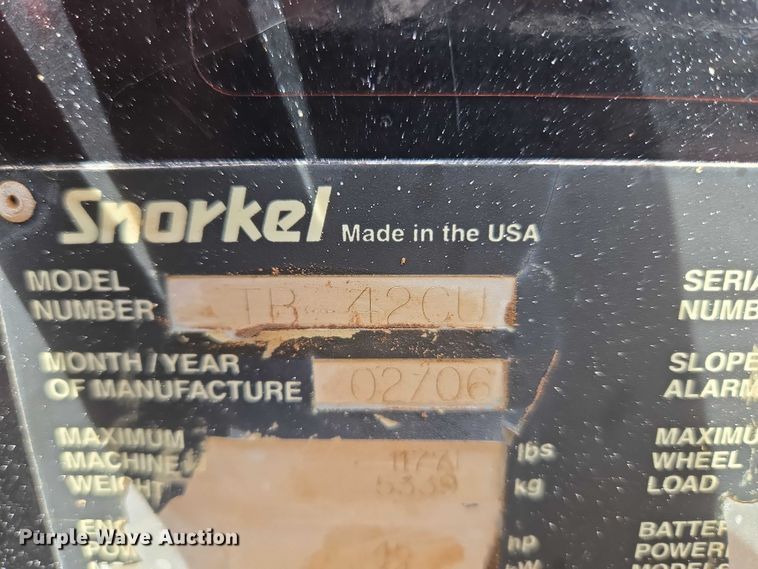 Snorkel Made in the USA
MODEL NUMBER TB 42CU
MONTH/YEAR OF MANUFACTURE 02/06
MAXIMUM MACHINE WEIGHT lbs
5339 kg
hp
SERIA
NUMB
SLOPE
ALARM
MAXIMU
WHEEL
LOAD
BATTER
POWER
Purple Wave Auction